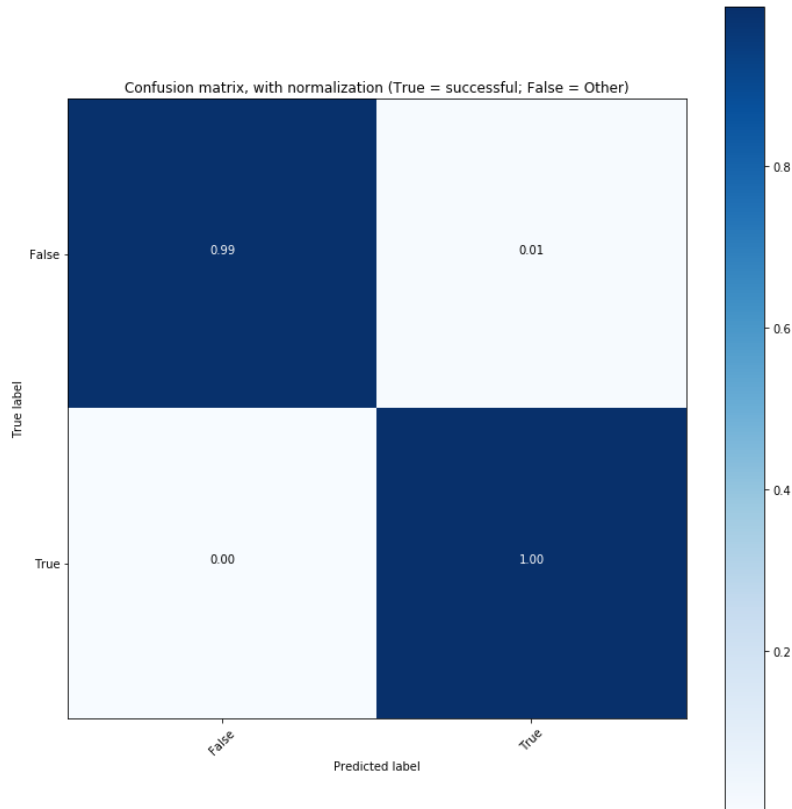 Confusion matrix, with normalization (True = successful; False = Other)
0.8
False
0.99
0.01
0.6
True label
0.4
True
0.00
1.00
0.2
False
True
Predicted label